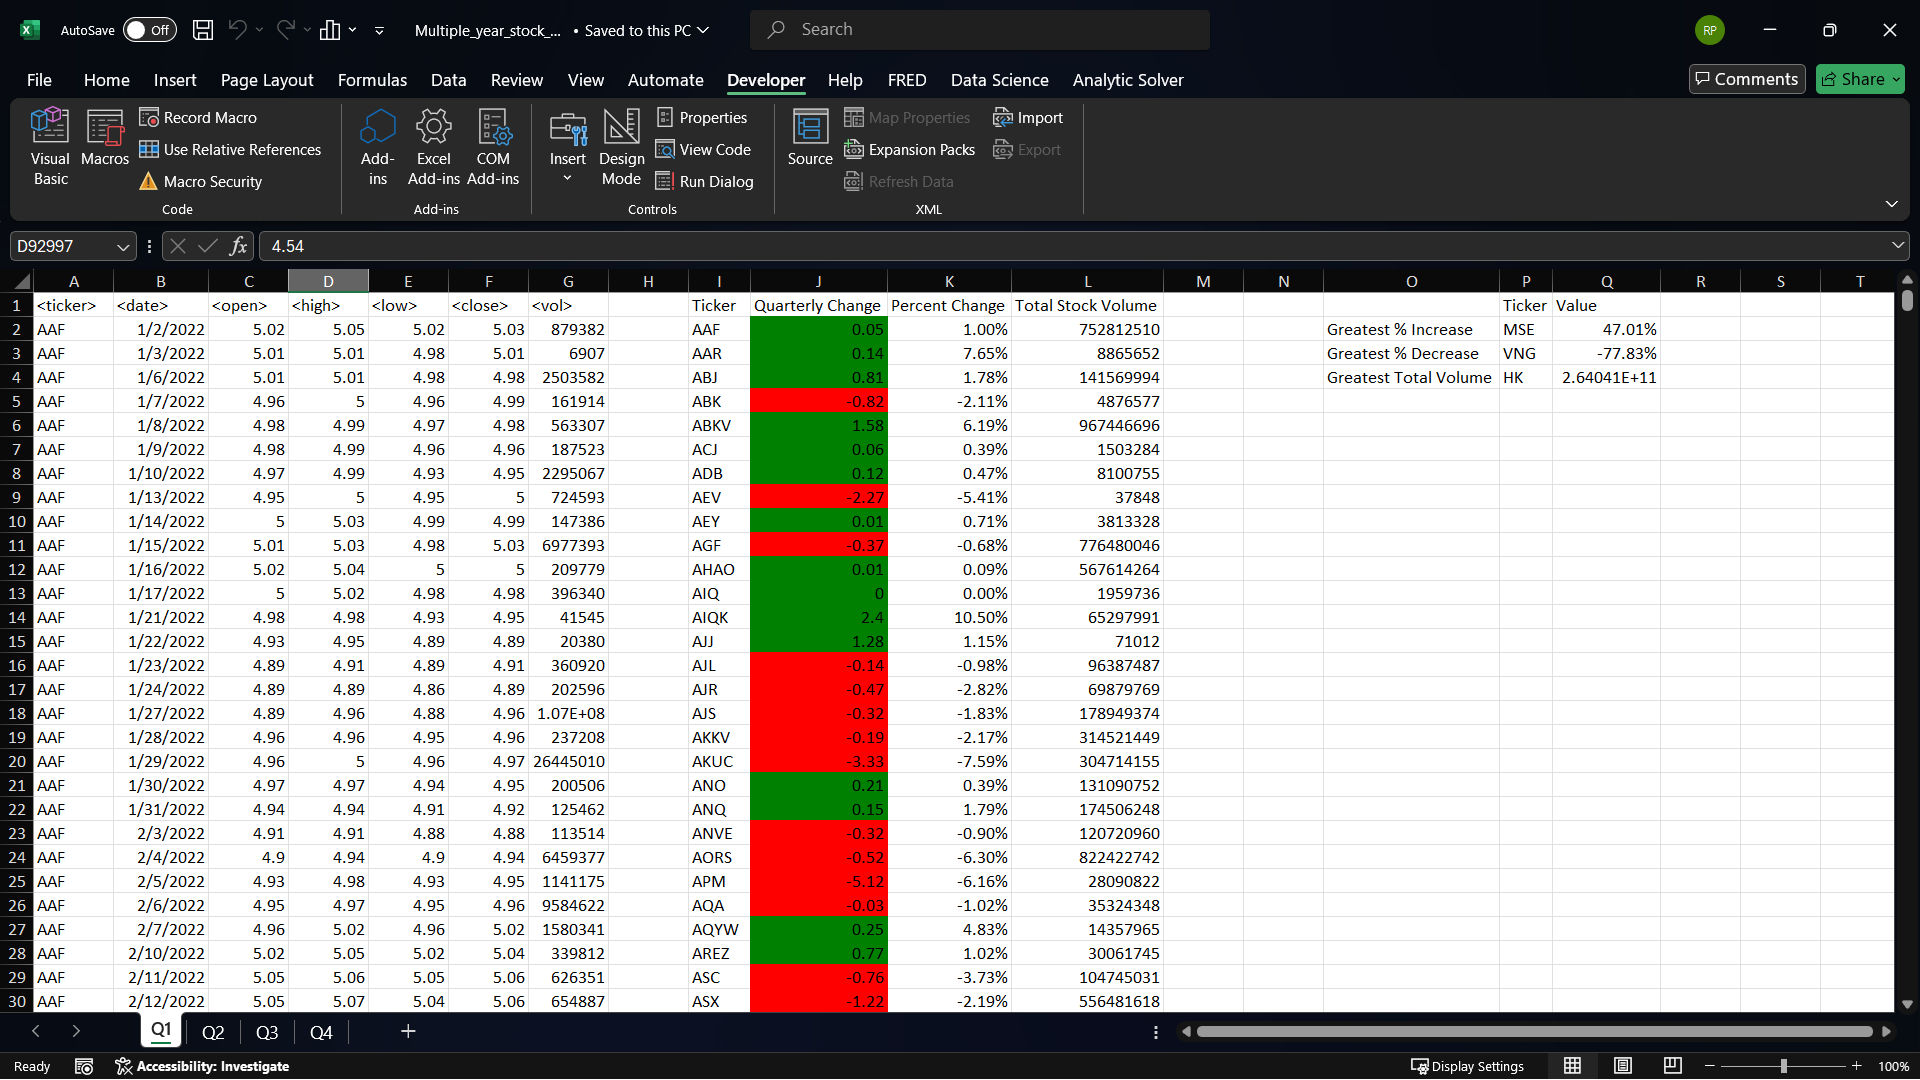 AutoSave Off Multiple_year_stock_... • Saved to this PC Search RP
File Home Insert Page Layout Formulas Data Review View Automate Developer Help FRED Data Science Analytic Solver Comments Share
Visual Basic Macros Record Macro Use Relative References Macro Security Code
Add-ins Excel Add-ins COM Add-ins Add-ins
Insert Design Mode Properties View Code Run Dialog Controls
Source Map Properties Expansion Packs Refresh Data Import Export XML
D92997 fx 4.54
A B C D E F G H I J K L M N O P Q R S T
1 <ticker> <date> <open> <high> <low> <close> <vol> Ticker Quarterly Change Percent Change Total Stock Volume Ticker Value
2 AAF 1/2/2022 5.02 5.05 5.02 5.03 879382 AAF 0.05 1.00% 752812510 Greatest % Increase MSE 47.01%
3 AAF 1/3/2022 5.01 5.01 4.98 5.01 6907 AAR 0.14 7.65% 8865652 Greatest % Decrease VNG -77.83%
4 AAF 1/6/2022 5.01 5.01 4.98 4.98 2503582 ABJ 0.81 1.78% 141569994 Greatest Total Volume HK 2.64041E+11
5 AAF 1/7/2022 4.96 5 4.96 4.99 161914 ABK -0.82 -2.11% 4876577
6 AAF 1/8/2022 4.98 4.99 4.97 4.98 563307 ABKV 1.58 6.19% 967446696
7 AAF 1/9/2022 4.98 4.99 4.96 4.96 187523 ACJ 0.06 0.39% 1503284
8 AAF 1/10/2022 4.97 4.99 4.93 4.95 2295067 ADB 0.12 0.47% 8100755
9 AAF 1/13/2022 4.95 5 4.95 5 724593 AEV -2.27 -5.41% 37848
10 AAF 1/14/2022 5 5.03 4.99 4.99 147386 AEY 0.01 0.71% 3813328
11 AAF 1/15/2022 5.01 5.03 4.98 5.03 6977393 AGF -0.37 -0.68% 776480046
12 AAF 1/16/2022 5.02 5.04 5 5 209779 AHAO 0.01 0.09% 567614264
13 AAF 1/17/2022 5 5.02 4.98 4.98 396340 AIQ 0 0.00% 1959736
14 AAF 1/21/2022 4.98 4.98 4.93 4.95 41545 AIQK 2.4 10.50% 65297991
15 AAF 1/22/2022 4.93 4.95 4.89 4.89 20380 AJJ 1.28 1.15% 71012
16 AAF 1/23/2022 4.89 4.91 4.89 4.91 360920 AJL -0.14 -0.98% 96387487
17 AAF 1/24/2022 4.89 4.89 4.86 4.89 202596 AJR -0.47 -2.82% 69879769
18 AAF 1/27/2022 4.89 4.96 4.88 4.96 1.07E+08 AJS -0.32 -1.83% 178949374
19 AAF 1/28/2022 4.96 4.96 4.95 4.96 237208 AKKV -0.19 -2.17% 314521449
20 AAF 1/29/2022 4.96 5 4.96 4.97 26445010 AKUC -3.33 -7.59% 304714155
21 AAF 1/30/2022 4.97 4.97 4.94 4.95 200506 ANO 0.21 0.39% 131090752
22 AAF 1/31/2022 4.94 4.94 4.91 4.92 125462 ANQ 0.15 1.79% 174506248
23 AAF 2/3/2022 4.91 4.91 4.88 4.88 113514 ANVE -0.32 -0.90% 120720960
24 AAF 2/4/2022 4.9 4.94 4.9 4.94 6459377 AORS -0.52 -6.30% 822422742
25 AAF 2/5/2022 4.93 4.98 4.93 4.95 1141175 APM -5.12 -6.16% 28090822
26 AAF 2/6/2022 4.95 4.97 4.95 4.96 9584622 AQA -0.03 -1.02% 35324348
27 AAF 2/7/2022 4.96 5.02 4.96 5.02 1580341 AQYW 0.25 4.83% 14357965
28 AAF 2/10/2022 5.02 5.05 5.02 5.04 339812 AREZ 0.77 1.02% 30061745
29 AAF 2/11/2022 5.05 5.06 5.05 5.06 626351 ASC -0.76 -3.73% 104745031
30 AAF 2/12/2022 5.05 5.07 5.04 5.06 654887 ASX -1.22 -2.19% 556481618
Q1 Q2 Q3 Q4
Ready Accessibility: Investigate Display Settings 100%